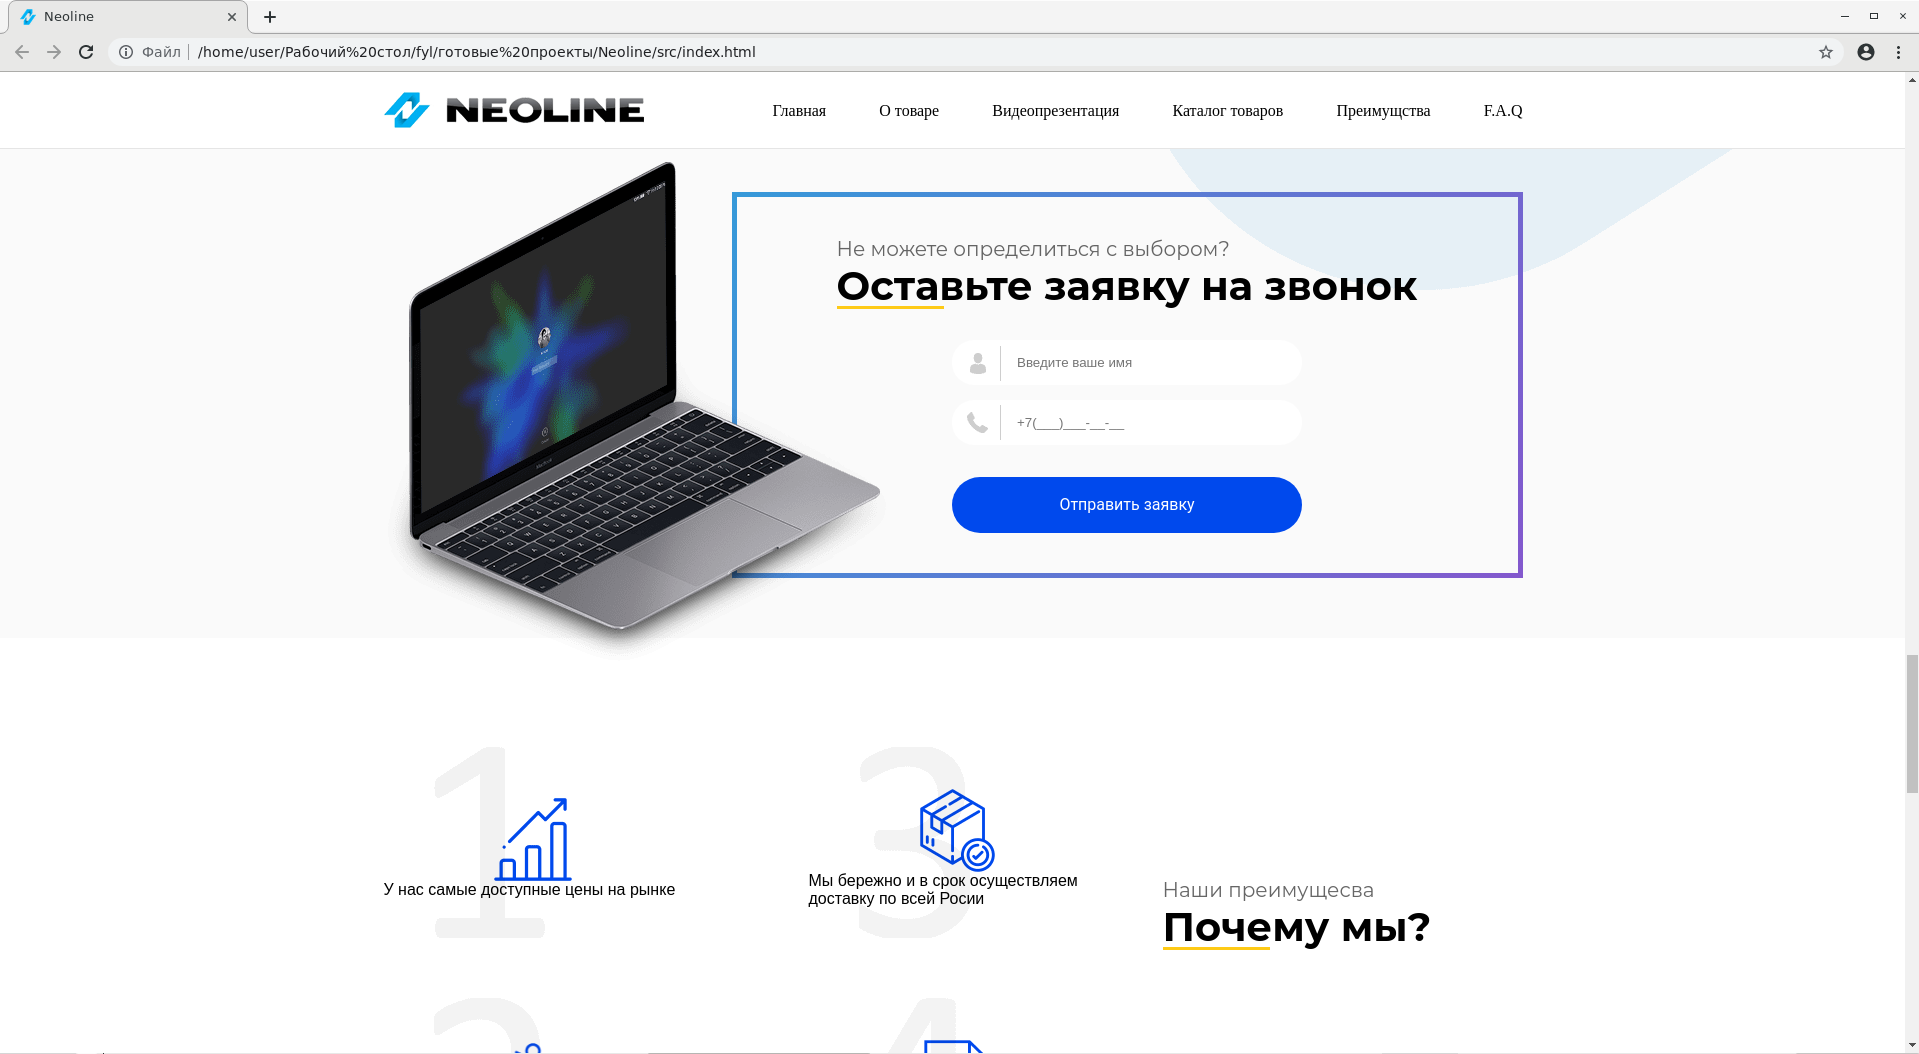 Neoline
Файл
/home/user/Рабочий%20стол/fyl/готовые%20проекты/Neoline/src/index.html
NEOLINE
Главная
О товаре
Видеопрезентация
Каталог товаров
Преимущства
F.A.Q
Не можете определиться с выбором?
Оставьте заявку на звонок
Введите ваше имя
+7(___)___-__-__
Отправить заявку
1
У нас самые доступные цены на рынке
3
Мы бережно и в срок осуществляем
доставку по всей Росии
Наши преимущесва
Почему мы?
2
4